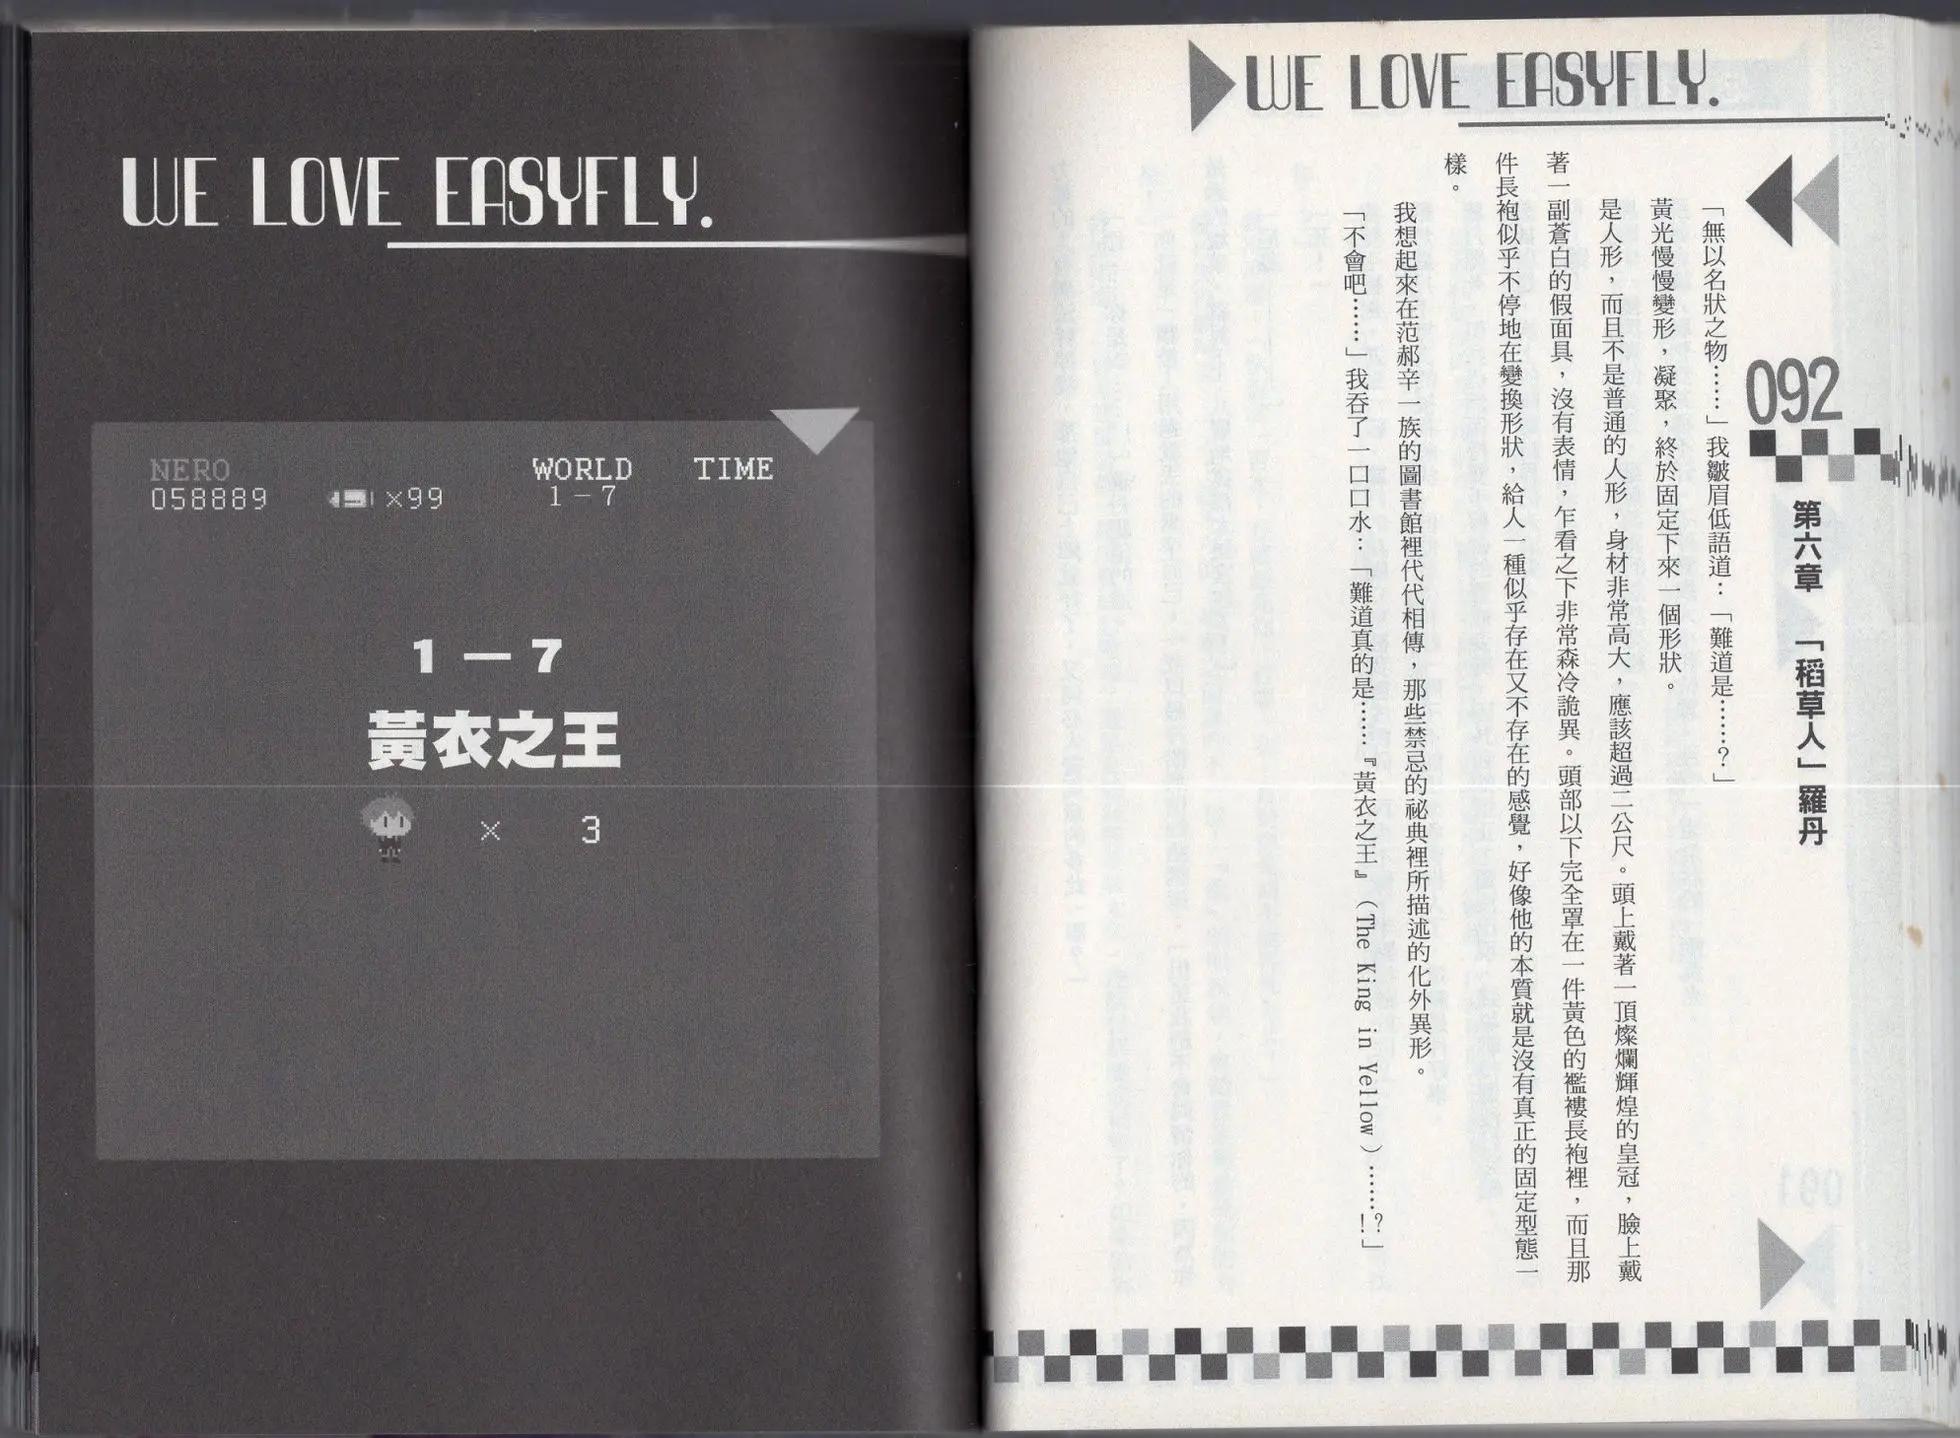 WE LOVE EASYFLY.
092
第六章 「稻草人」羅丹
「無以名狀之物……」我皺眉低語道：「難道是……？」
黃光慢慢變形，凝聚，終於固定下來一個形狀。
是人形，而且不是普通的人形，身材非常高大，應該超過二公尺。頭上戴著一頂燦爛輝煌的皇冠，臉上戴
著一副蒼白的假面具，沒有表情，乍看之下非常森冷詭異。頭部以下完全罩在一件黃色的襤褸長袍裡，而且那
件長袍似乎不停地在變換形狀，給人一種似乎存在又不存在的感覺，好像他的本質就是沒有真正的固定型態一
樣。
我想起來在范郝辛一族的圖書館裡代代相傳，那些禁忌的祕典裡所描述的化外異形。
「不會吧……」我吞了一口口水：「難道真的是……『黃衣之王』（The King in Yellow）……！？」
WE LOVE EASYFLY.
NERO
058889
×99
WORLD
1－7
TIME
1 — 7
黃衣之王
× 3